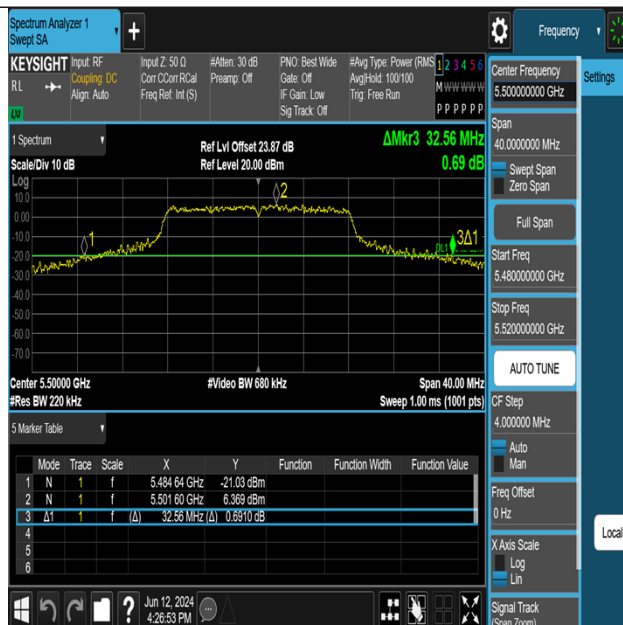 Spectrum Analyzer 1
Swept SA
+
Frequency
KEYSIGHT
RL
LXI
Input: RF
Coupling: DC
Align: Auto
Input Z: 50 Ω
Corr CCorr RCal
Freq Ref: Int (S)
#Atten: 30 dB
Preamp: Off
PNO: Best Wide
Gate: Off
IF Gain: Low
Sig Track: Off
#Avg Type: Power (RMS
Avg|Hold: 100/100
Trig: Free Run
1 2 3 4 5 6
M W W W W W
P P P P P P
Center Frequency
5.500000000 GHz
Settings
Span
40.0000000 MHz
Swept Span
Zero Span
Full Span
Start Freq
5.480000000 GHz
Stop Freq
5.520000000 GHz
AUTO TUNE
CF Step
4.000000 MHz
Auto
Man
Freq Offset
0 Hz
X Axis Scale
Log
Lin
Signal Track
(Span Zoom)
Local
1 Spectrum
Scale/Div 10 dB
Log
Ref Lvl Offset 23.87 dB
Ref Level 20.00 dBm
ΔMkr3 32.56 MHz
0.69 dB
10.0
0.00
-10.0
-20.0
-30.0
-40.0
-50.0
-60.0
-70.0
1
2
3Δ1
DL1
Center 5.50000 GHz
#Res BW 220 kHz
#Video BW 680 kHz
Span 40.00 MHz
Sweep 1.00 ms (1001 pts)
5 Marker Table
Mode Trace Scale X Y Function Function Width Function Value
1 N 1 f 5.484 64 GHz -21.03 dBm
2 N 1 f 5.501 60 GHz 6.369 dBm
3 Δ1 1 f (Δ) 32.56 MHz (Δ) 0.6910 dB
4
5
6
?
Jun 12, 2024
4:26:53 PM